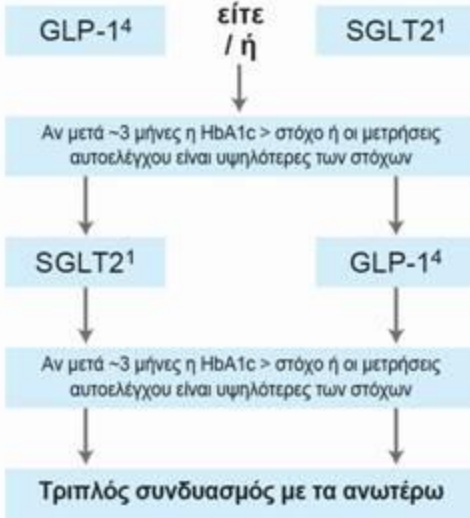 GLP-1⁴
είτε
/ ή
SGLT2¹
Αν μετά ~3 μήνες η HbA1c > στόχο ή οι μετρήσεις
αυτοελέγχου είναι υψηλότερες των στόχων
SGLT2¹
GLP-1⁴
Αν μετά ~3 μήνες η HbA1c > στόχο ή οι μετρήσεις
αυτοελέγχου είναι υψηλότερες των στόχων
Τριπλός συνδυασμός με τα ανωτέρω